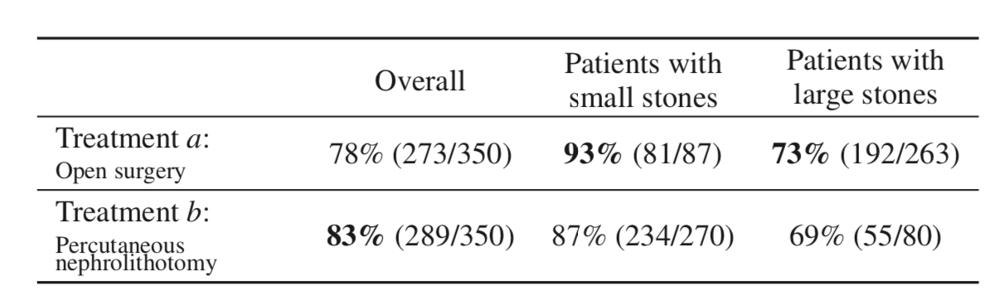 Overall
Patients with
small stones
Patients with
large stones
Treatment a:
Open surgery
78% (273/350)
93% (81/87)
73% (192/263)
Treatment b:
Percutaneous
nephrolithotomy
83% (289/350)
87% (234/270)
69% (55/80)